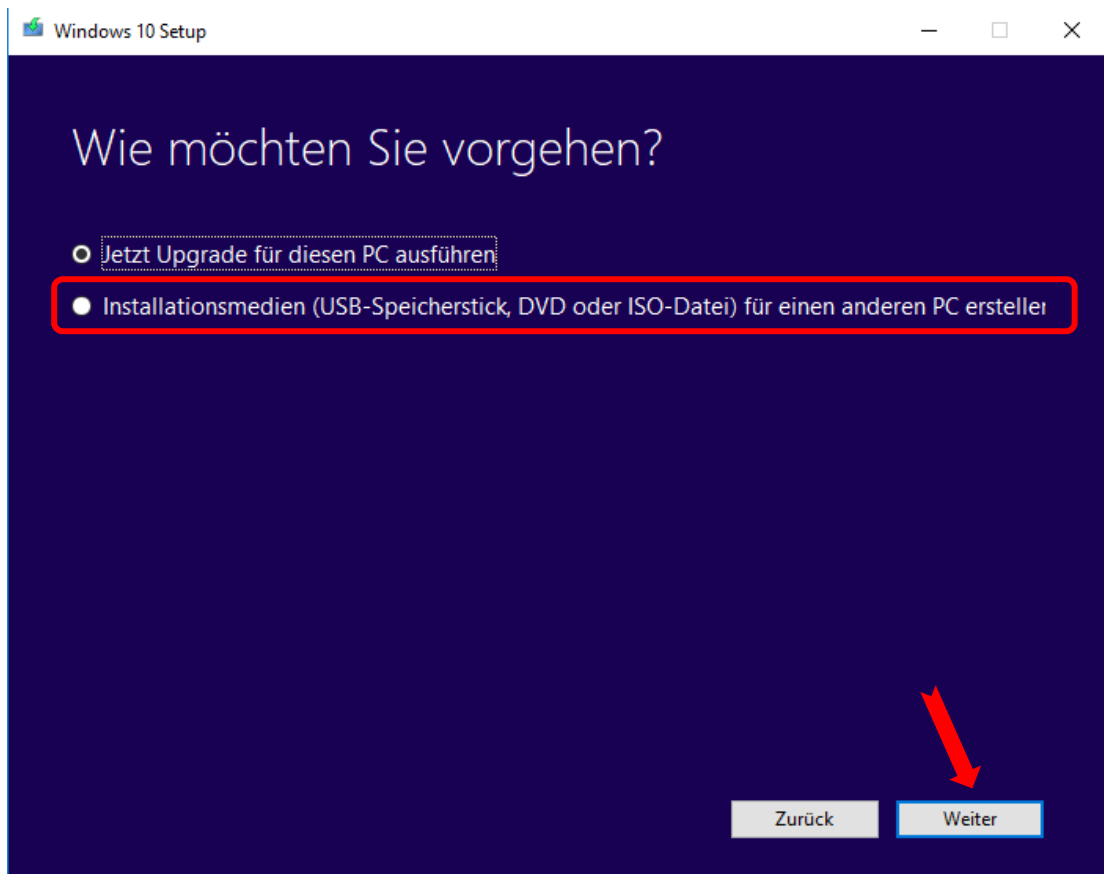 Windows 10 Setup
Wie möchten Sie vorgehen?
Jetzt Upgrade für diesen PC ausführen
Installationsmedien (USB-Speicherstick, DVD oder ISO-Datei) für einen anderen PC ersteller
Zurück
Weiter